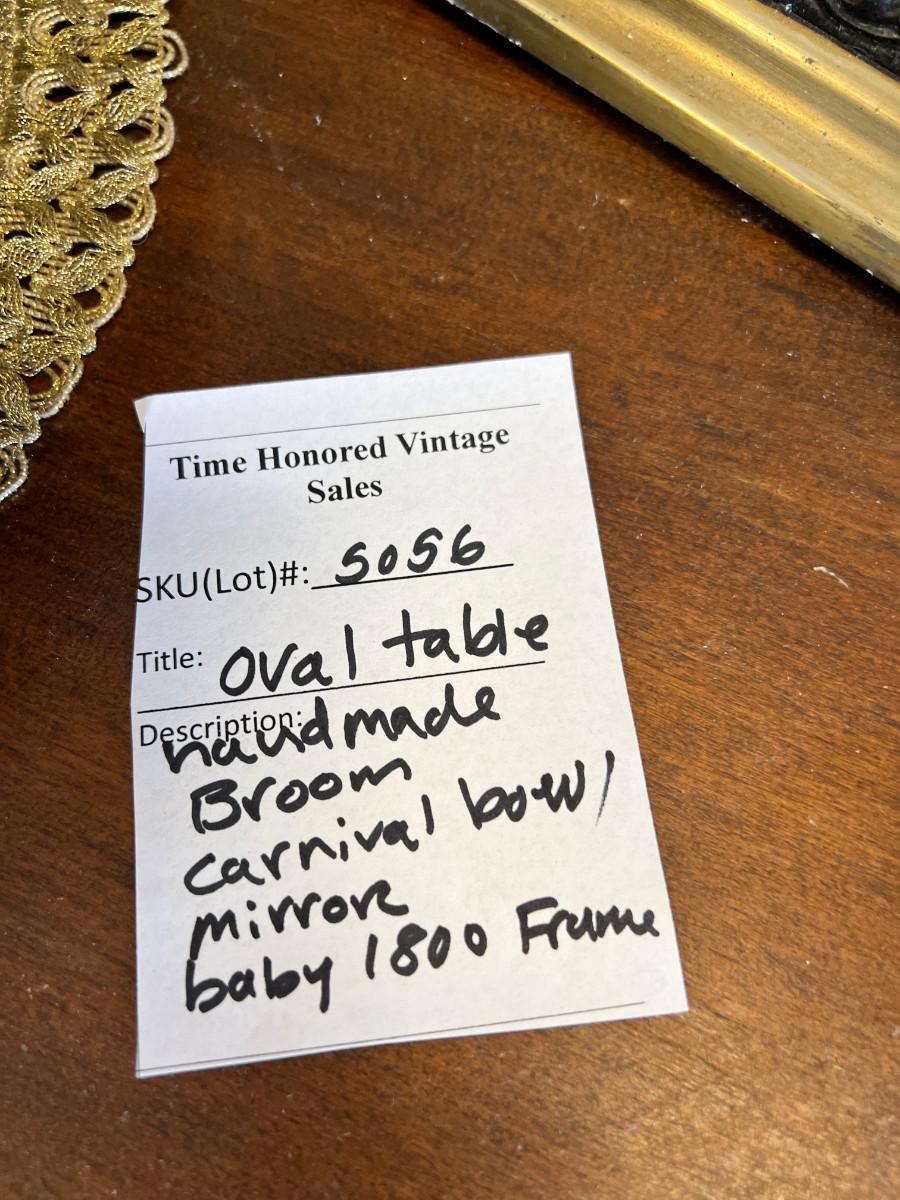 Time Honored Vintage
Sales
SKU(Lot)#: 5056
Title: oval table
Description: handmade
Broom
carnival bowl
mirror
baby 1800 Frame